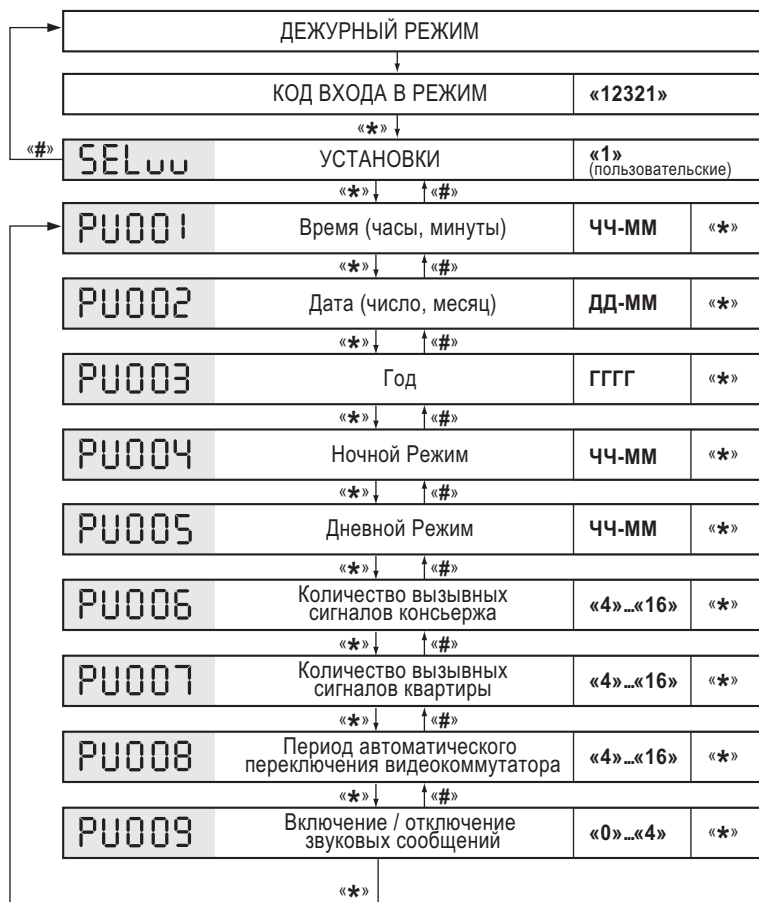 ДЕЖУРНЫЙ РЕЖИМ
КОД ВХОДА В РЕЖИМ «12321»
«*»
«#» SELuu УСТАНОВКИ «1» (пользовательские)
«*» «#»
PU001 Время (часы, минуты) ЧЧ-ММ «*»
«*» «#»
PU002 Дата (число, месяц) ДД-ММ «*»
«*» «#»
PU003 Год ГГГГ «*»
«*» «#»
PU004 Ночной Режим ЧЧ-ММ «*»
«*» «#»
PU005 Дневной Режим ЧЧ-ММ «*»
«*» «#»
PU006 Количество вызывных
сигналов консьержа «4»...«16» «*»
«*» «#»
PU007 Количество вызывных
сигналов квартиры «4»...«16» «*»
«*» «#»
PU008 Период автоматического
переключения видеокоммутатора «4»...«16» «*»
«*» «#»
PU009 Включение / отключение
звуковых сообщений «0»...«4» «*»
«*»